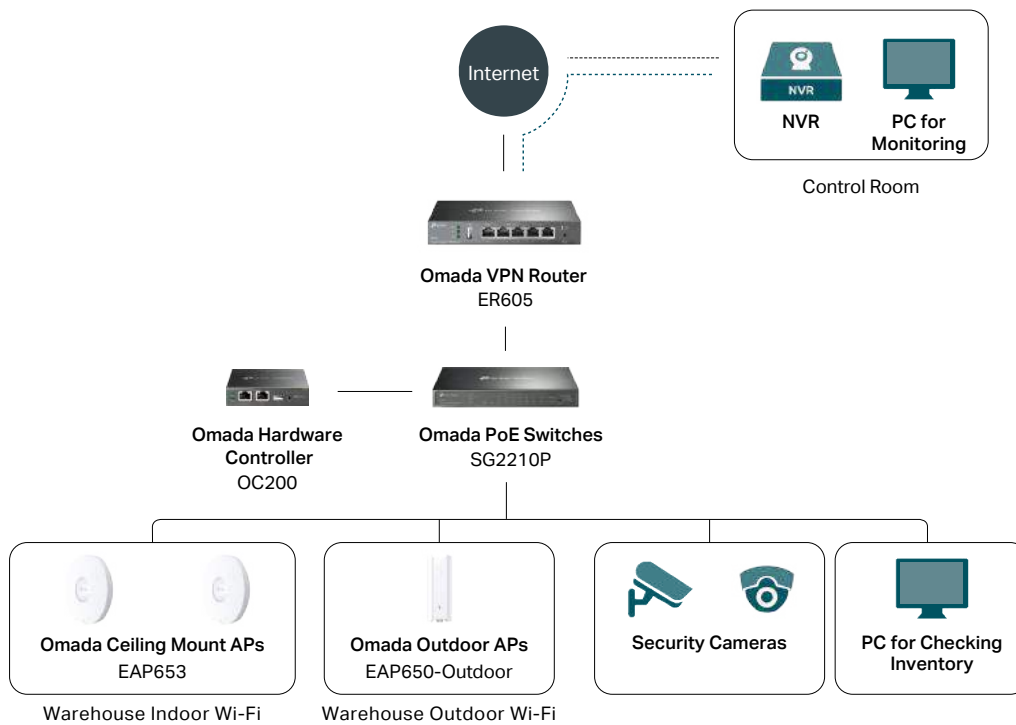 Internet
NVR
NVR
PC for
Monitoring
Control Room
Omada VPN Router
ER605
Omada Hardware
Controller
OC200
Omada PoE Switches
SG2210P
Omada Ceiling Mount APs
EAP653
Warehouse Indoor Wi-Fi
Omada Outdoor APs
EAP650-Outdoor
Warehouse Outdoor Wi-Fi
Security Cameras
PC for Checking
Inventory